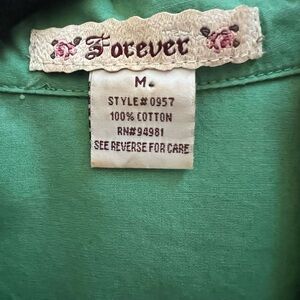 Forever
M.
STYLE# 0957
100% COTTON
RN# 94981
SEE REVERSE FOR CARE